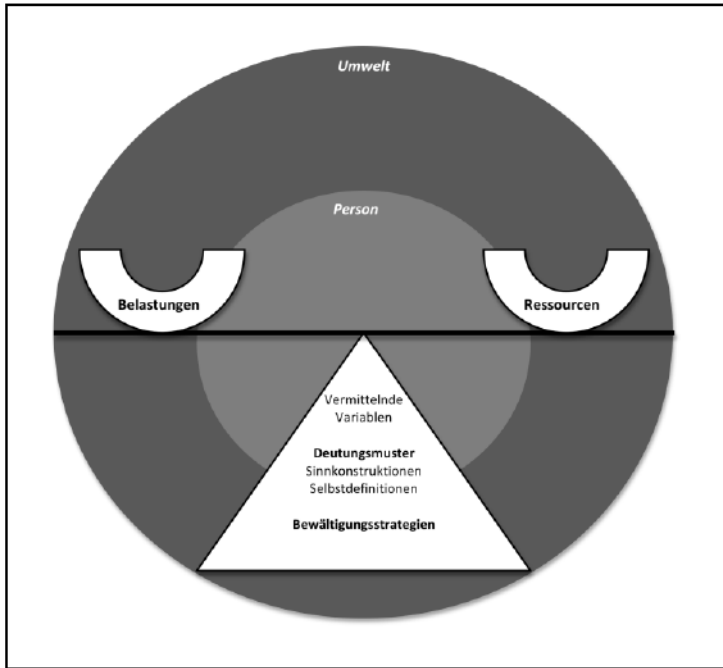 Umwelt
Person
Belastungen
Ressourcen
Vermittelnde
Variablen
Deutungsmuster
Sinnkonstruktionen
Selbstdefinitionen
Bewältigungsstrategien